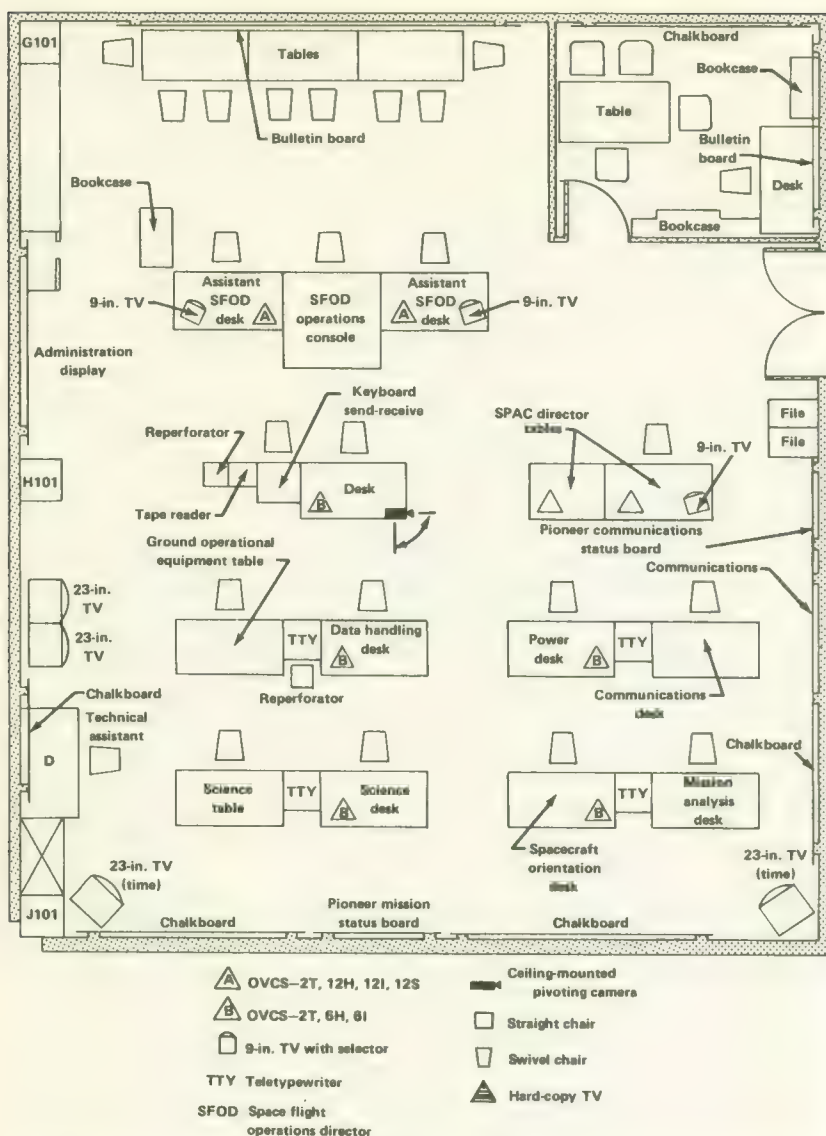 G101
Tables
Bulletin board
Chalkboard
Bookcase
Table
Bulletin
board
Desk
Bookcase
Bookcase
9-in. TV
Assistant
SFOD
desk
A
SFOD
operations
console
Assistant
SFOD
desk
A
9-in. TV
Administration
display
Keyboard
send-receive
Reperforator
Tape reader
Desk
B
SPAC director
tables
9-in. TV
File
File
H101
Ground operational
equipment table
Pioneer communications
status board
Communications
23-in.
TV
23-in.
TV
TTY
Data handling
desk
B
Reperforator
Power
desk
B
TTY
Communications
desk
Chalkboard
Technical
assistant
D
Science
table
TTY
Science
desk
B
B
TTY
Mission
analysis
desk
Chalkboard
Spacecraft
orientation
desk
23-in. TV
(time)
23-in. TV
(time)
J101
Chalkboard
Pioneer mission
status board
Chalkboard
A OVCS-2T, 12H, 12I, 12S
B OVCS-2T, 6H, 6I
9-in. TV with selector
TTY Teletypewriter
SFOD Space flight
operations director
Ceiling-mounted
pivoting camera
Straight chair
Swivel chair
Hard-copy TV